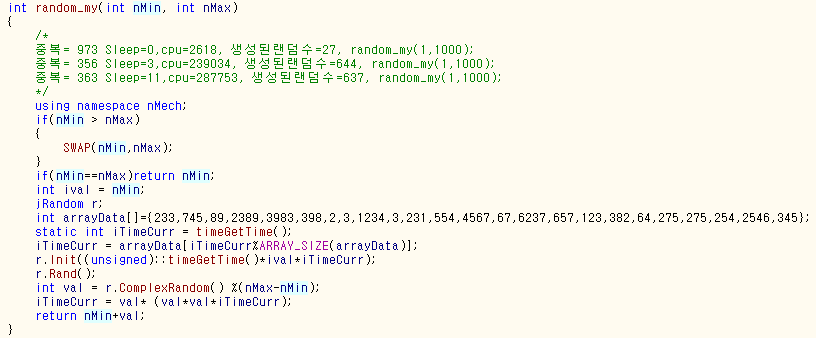 int random_my(int nMin, int nMax)
{
/*
중복= 973 Sleep=0,cpu=2618, 생성된랜덤수=27, random_my(1,1000);
중복= 356 Sleep=3,cpu=239034, 생성된랜덤수=644, random_my(1,1000);
중복= 363 Sleep=11,cpu=287753, 생성된랜덤수=637, random_my(1,1000);
*/
using namespace nMech;
if(nMin > nMax)
{
SWAP(nMin,nMax);
}
if(nMin==nMax)return nMin;
int ival = nMin;
jRandom r;
int arrayData[]={233,745,89,2389,3983,398,2,3,1234,3,231,554,4567,67,6237,657,123,382,64,275,275,254,2546,345};
static int iTimeCurr = timeGetTime();
iTimeCurr = arrayData[iTimeCurr%ARRAY_SIZE(arrayData)];
r.Init((unsigned)::timeGetTime()*ival*iTimeCurr);
r.Rand();
int val = r.ComplexRandom() %(nMax-nMin);
iTimeCurr = val* (val*val*iTimeCurr);
return nMin+val;
}